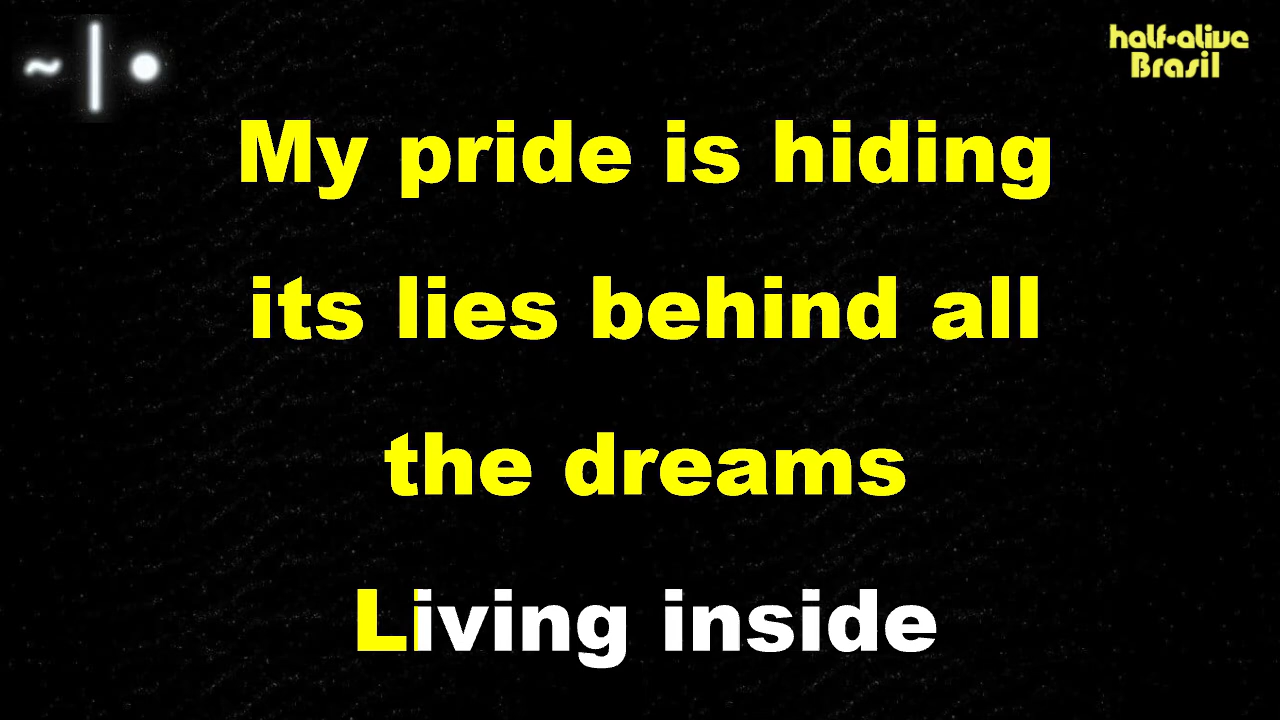 ~|●
half•alive
Brasil
My pride is hiding
its lies behind all
the dreams
Living inside